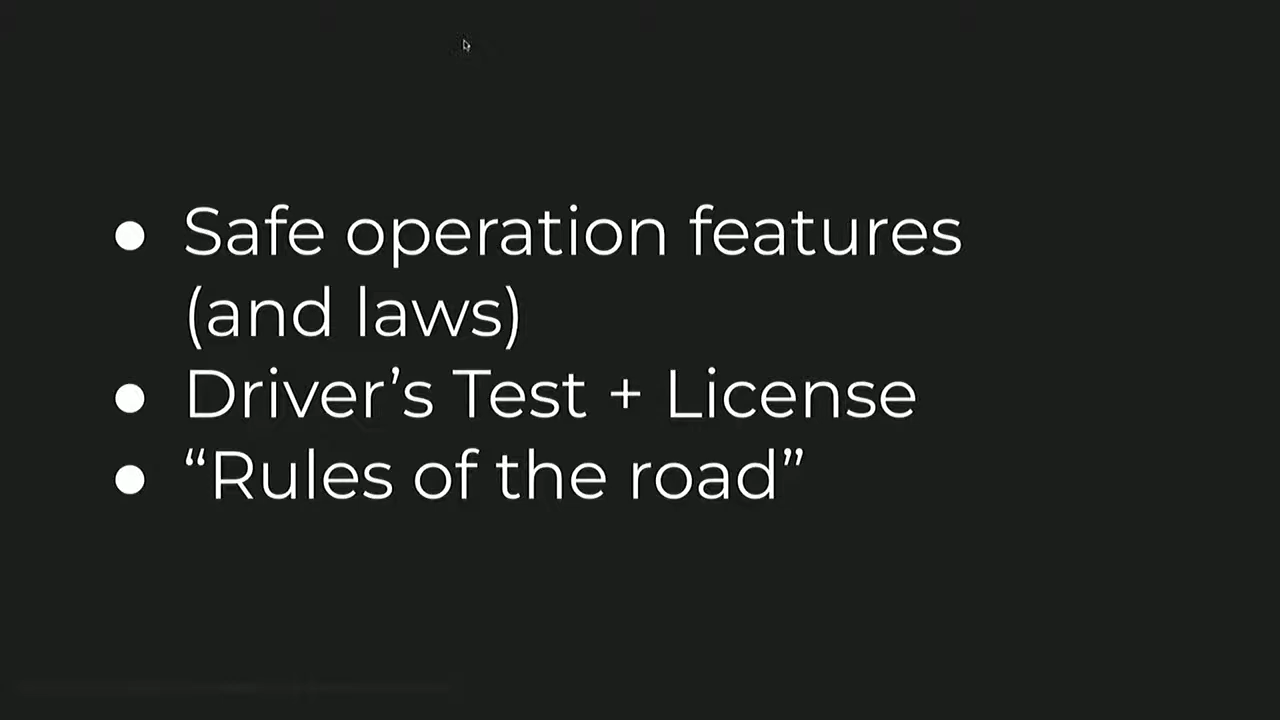 ● Safe operation features
(and laws)
● Driver’s Test + License
● “Rules of the road”